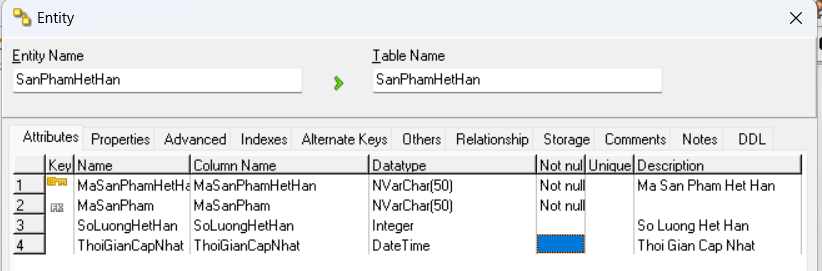 Entity
Entity Name Table Name
SanPhamHetHan SanPhamHetHan
Attributes Properties Advanced Indexes Alternate Keys Others Relationship Storage Comments Notes DDL
Key Name Column Name Datatype Not nul Unique Description
1 MaSanPhamHetHa MaSanPhamHetHan NVarChar(50) Not null Ma San Pham Het Han
2 FK MaSanPham MaSanPham NVarChar(50) Not null
3 SoLuongHetHan SoLuongHetHan Integer So Luong Het Han
4 ThoiGianCapNhat ThoiGianCapNhat DateTime Thoi Gian Cap Nhat